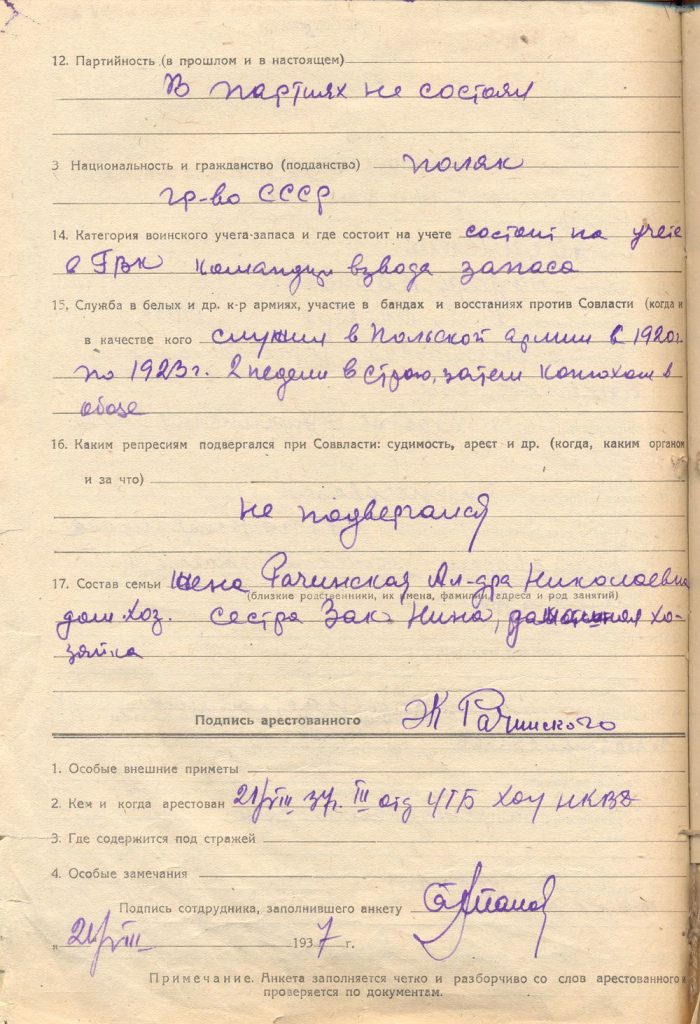 12. Партийность (в прошлом и в настоящем)
В партиях не состоял
3 Национальность и гражданство (подданство) поляк
гр-во СССР
14. Категория воинского учета-запаса и где состоит на учете состоит на учете
в ГВК командир взвода запаса
15. Служба в белых и др. к-р армиях, участие в бандах и восстаниях против Совласти (когда и
в качестве кого служил в Польской армии в 1920г.
по 1923г. 2 недели в строю, затем конюхом в
обозе
16. Каким репресиям подвергался при Соввласти: судимость, арест и др. (когда, каким органом
и за что)
не подвергался
17. Состав семьи жена Рачинская Ал-дра Николаевна
(близкие родственники, их имена, фамилии, адреса и род занятий)
дом. хоз. сестра Зак Нина, домашная хо-
зяйка
Подпись арестованного Рачинского
1. Особые внешние приметы
2. Кем и когда арестован 21/VIII 37г. III отд УГБ ХОУ НКВД
3. Где содержится под стражей
4. Особые замечания
Подпись сотдрудника, заполнившего анкету
„21/VIII 1937 г.
Примечание. Анкета заполняется четко и разборчиво со слов арестованного и
проверяется по документам.